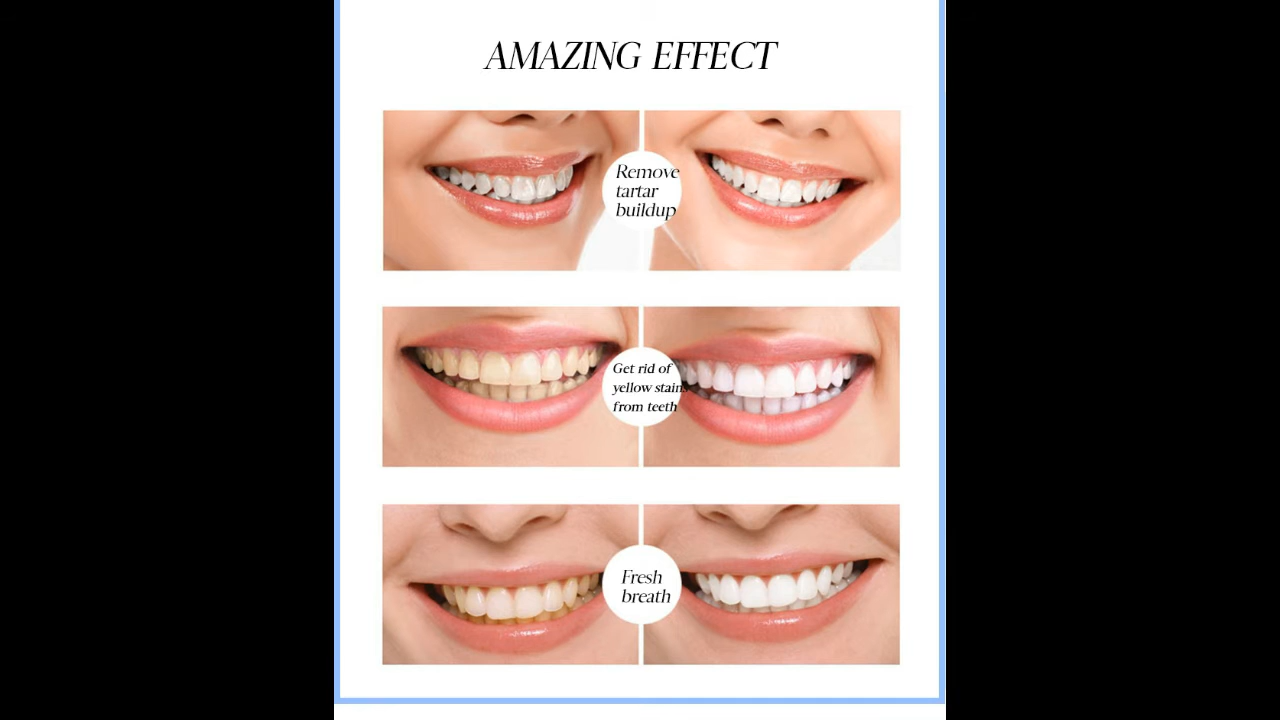 AMAZING EFFECT
Remove
tartar
buildup
Get rid of
yellow stains
from teeth
Fresh
breath